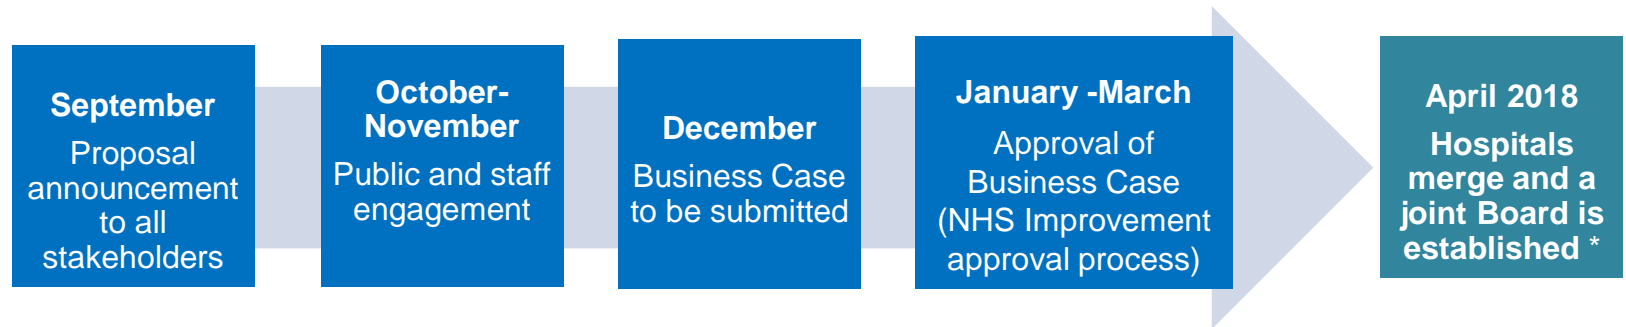 September
Proposal
announcement
to all
stakeholders
October-
November
Public and staff
engagement
December
Business Case
to be submitted
January -March
Approval of
Business Case
(NHS Improvement
approval process)
April 2018
Hospitals
merge and a
joint Board is
established *